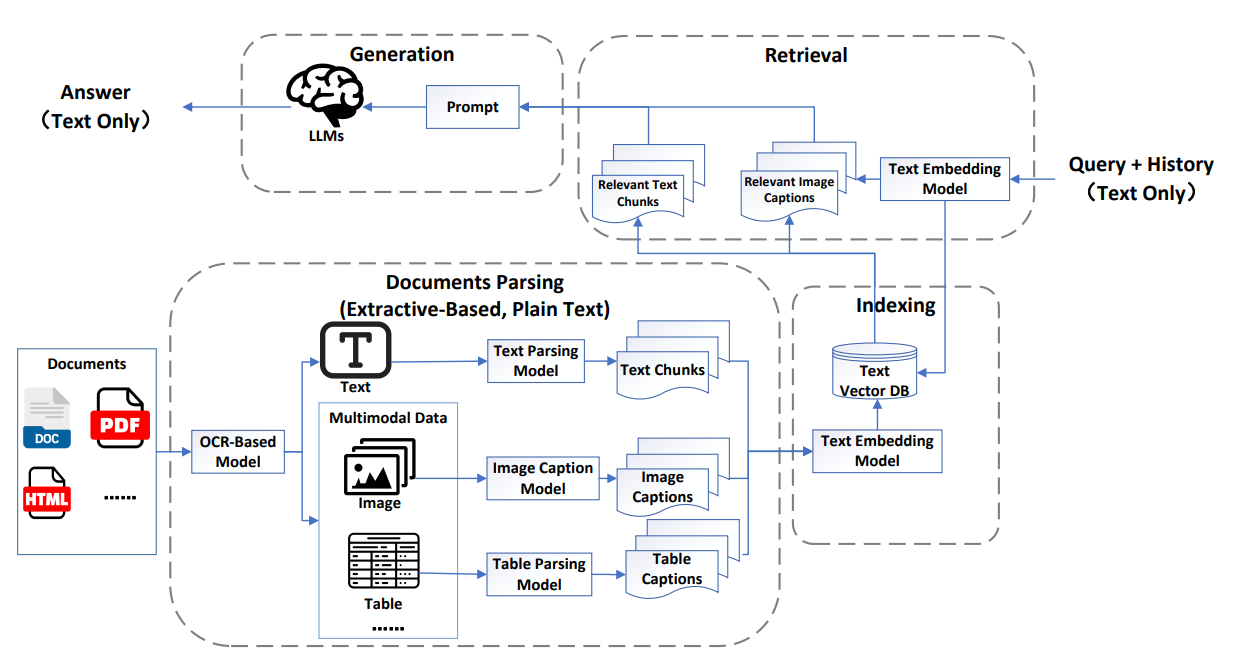 Generation
Retrieval
Answer
(Text Only)
LLMs
Prompt
Relevant Text
Chunks
Relevant Image
Captions
Text Embedding
Model
Query + History
(Text Only)
Documents Parsing
(Extractive-Based, Plain Text)
Indexing
Documents
DOC
PDF
HTML
......
OCR-Based
Model
T
Text
Text Parsing
Model
Text Chunks
Multimodal Data
Image
Image Caption
Model
Image
Captions
Table
......
Table Parsing
Model
Table
Captions
Text
Vector DB
Text Embedding
Model